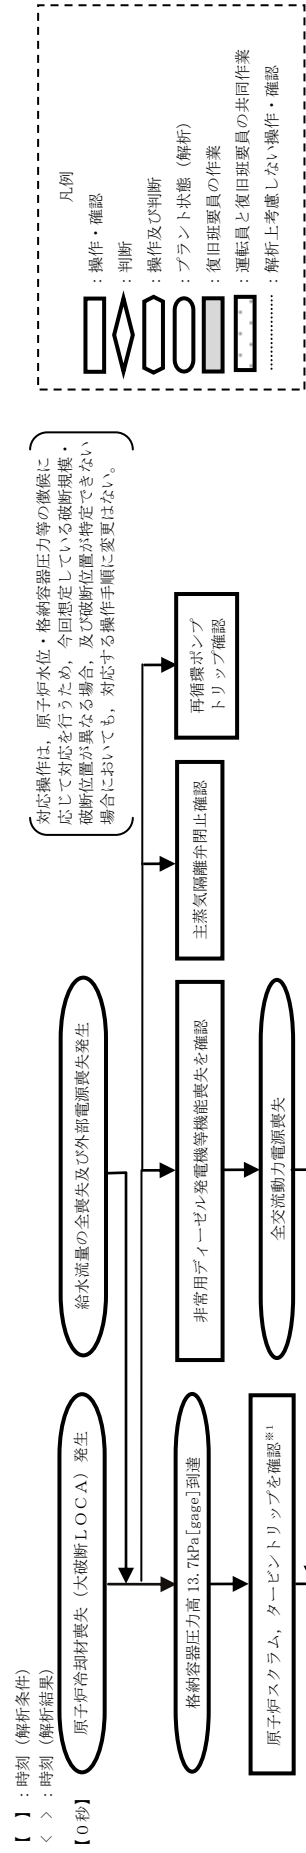 【　】：時刻（解析条件）
＜　＞：時刻（解析結果）
【０秒】
原子炉冷却材喪失（大破断ＬＯＣＡ）発生
給水流量の全喪失及び外部電源喪失発生
対応操作は，原子炉水位・格納容器圧力等の徴候に
応じて対応を行うため，今回想定している破断規模・
破断位置が異なる場合，及び破断位置が特定できない
場合においても，対応する操作手順に変更はない。
格納容器圧力高 13.7kPa[gage]到達
非常用ディーゼル発電機等機能喪失を確認
主蒸気隔離弁閉止確認
再循環ポンプ
トリップ確認
原子炉スクラム，タービントリップを確認※1
全交流動力電源喪失
凡例
：操作・確認
：判断
：操作及び判断
：プラント状態（解析）
：復旧班要員の作業
：運転員と復旧班要員の共同作業
：解析上考慮しない操作・確認